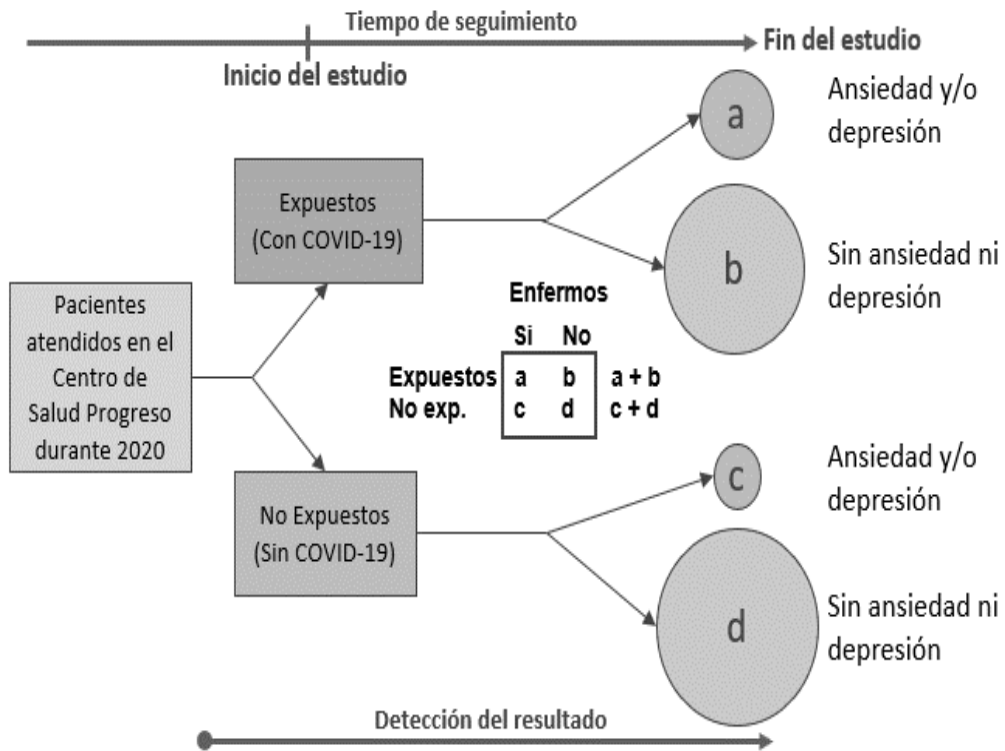 Tiempo de seguimiento
Fin del estudio
Inicio del estudio
a
Ansiedad y/o
depresión
Expuestos
(Con COVID-19)
b
Sin ansiedad ni
depresión
Pacientes
atendidos en el
Centro de
Salud Progreso
durante 2020
Enfermos
Si No
Expuestos a b a + b
No exp. c d c + d
c
Ansiedad y/o
depresión
No Expuestos
(Sin COVID-19)
d
Sin ansiedad ni
depresión
Detección del resultado